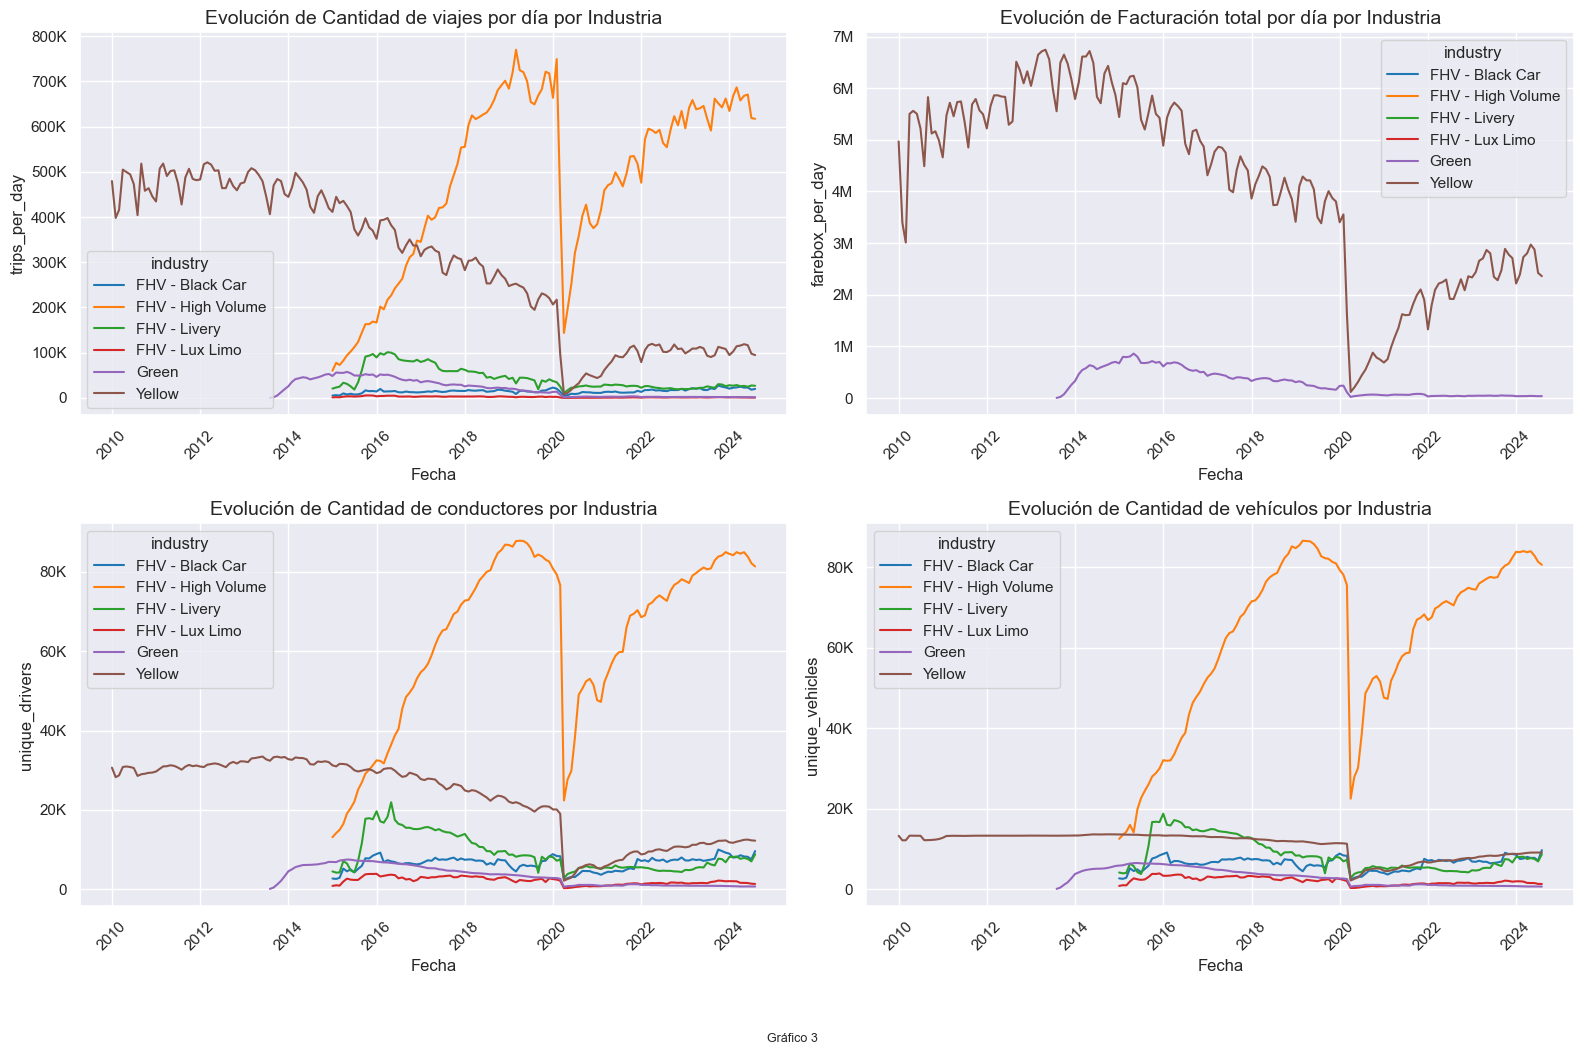 Evolución de Cantidad de viajes por día por Industria
800K
700K
600K
500K
400K
300K
200K
100K
0
trips_per_day
industry
FHV - Black Car
FHV - High Volume
FHV - Livery
FHV - Lux Limo
Green
Yellow
2010
2012
2014
2016
2018
2020
2022
2024
Fecha
Evolución de Facturación total por día por Industria
7M
6M
5M
4M
3M
2M
1M
0
farebox_per_day
industry
FHV - Black Car
FHV - High Volume
FHV - Livery
FHV - Lux Limo
Green
Yellow
2010
2012
2014
2016
2018
2020
2022
2024
Fecha
Evolución de Cantidad de conductores por Industria
80K
60K
40K
20K
0
unique_drivers
industry
FHV - Black Car
FHV - High Volume
FHV - Livery
FHV - Lux Limo
Green
Yellow
2010
2012
2014
2016
2018
2020
2022
2024
Fecha
Evolución de Cantidad de vehículos por Industria
80K
60K
40K
20K
0
unique_vehicles
industry
FHV - Black Car
FHV - High Volume
FHV - Livery
FHV - Lux Limo
Green
Yellow
2010
2012
2014
2016
2018
2020
2022
2024
Fecha
Gráfico 3